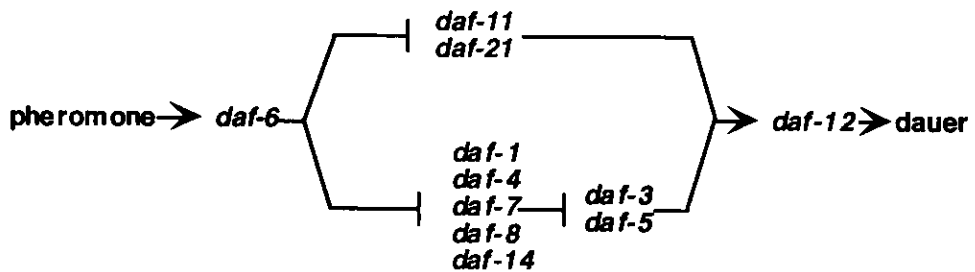 daf-11
daf-21
pheromone daf-6 daf-12 dauer
daf-1
daf-4
daf-7 daf-3
daf-8 daf-5
daf-14